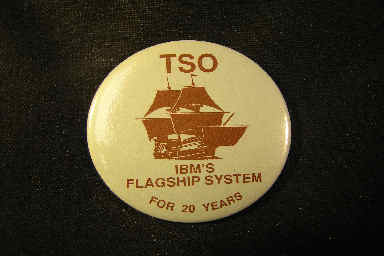 TSO
IBM'S
FLAGSHIP SYSTEM
FOR 20 YEARS